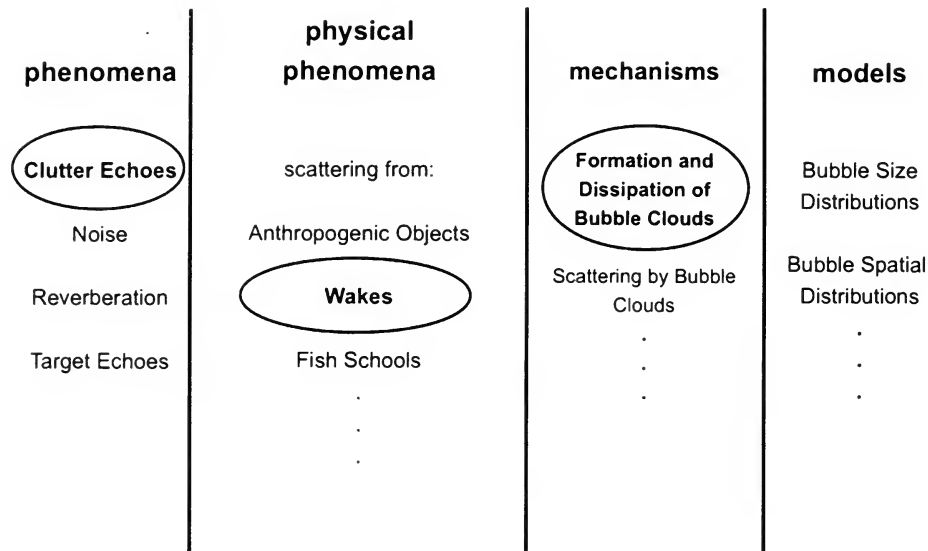 phenomena
Clutter Echoes
Noise
Reverberation
Target Echoes
physical
phenomena
scattering from:
Anthropogenic Objects
Wakes
Fish Schools
.
.
.
mechanisms
Formation and
Dissipation of
Bubble Clouds
Scattering by Bubble
Clouds
.
.
.
models
Bubble Size
Distributions
Bubble Spatial
Distributions
.
.
.